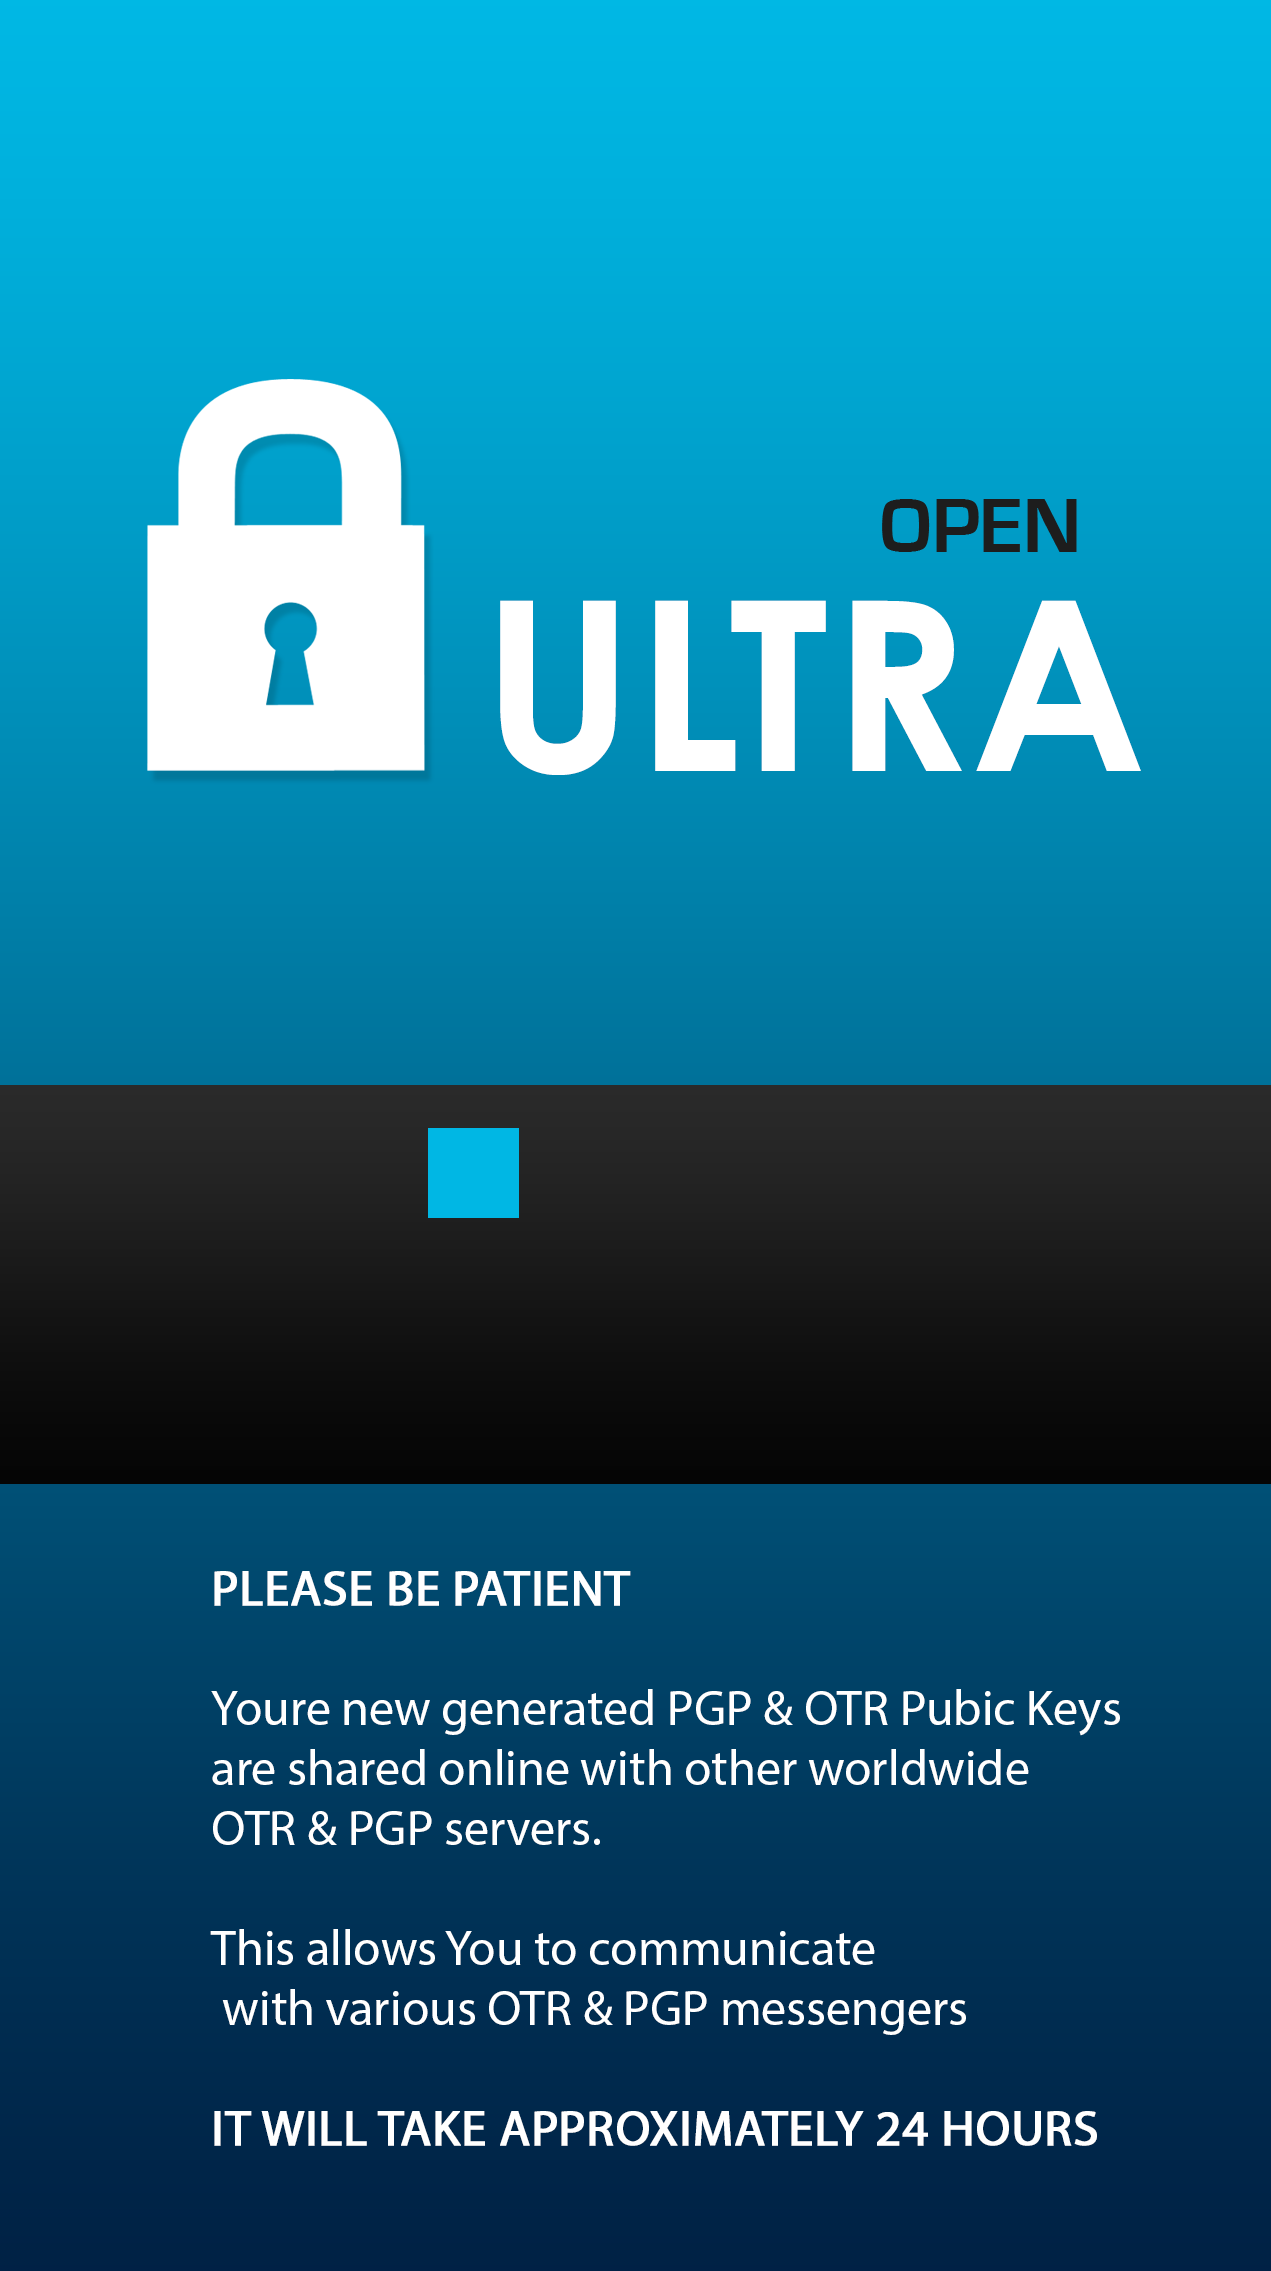 OPEN
ULTRA
PLEASE BE PATIENT
Youre new generated PGP & OTR Pubic Keys
are shared online with other worldwide
OTR & PGP servers.
This allows You to communicate
with various OTR & PGP messengers
IT WILL TAKE APPROXIMATELY 24 HOURS